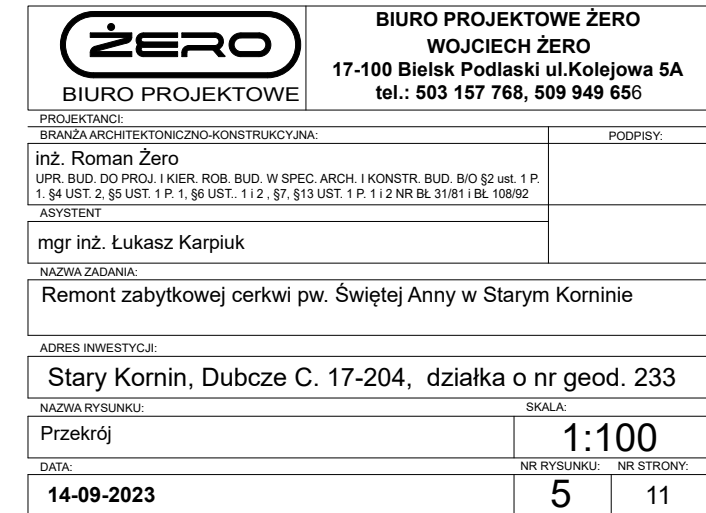 ŻERO
BIURO PROJEKTOWE
BIURO PROJEKTOWE ŻERO
WOJCIECH ŻERO
17-100 Bielsk Podlaski ul.Kolejowa 5A
tel.: 503 157 768, 509 949 656
PROJEKTANCI:
BRANŻA ARCHITEKTONICZNO-KONSTRUKCYJNA:
PODPISY:
inż. Roman Żero
UPR. BUD. DO PROJ. I KIER. ROB. BUD. W SPEC. ARCH. I KONSTR. BUD. B/O §2 ust. 1 P.
1. §4 UST. 2, §5 UST. 1 P. 1, §6 UST.. 1 i 2 , §7, §13 UST. 1 P. 1 i 2 NR BŁ 31/81 i BŁ 108/92
ASYSTENT
mgr inż. Łukasz Karpiuk
NAZWA ZADANIA:
Remont zabytkowej cerkwi pw. Świętej Anny w Starym Korninie
ADRES INWESTYCJI:
Stary Kornin, Dubcze C. 17-204, działka o nr geod. 233
NAZWA RYSUNKU:
SKALA:
Przekrój
1:100
DATA:
NR RYSUNKU:
NR STRONY:
14-09-2023
5
11